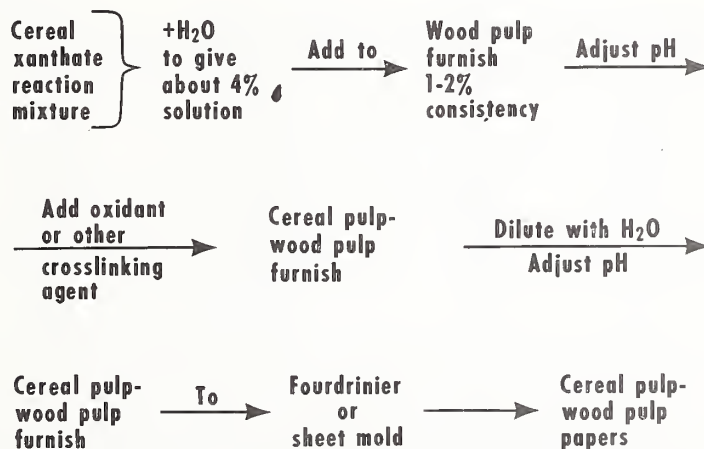 Cereal
xanthate
reaction
mixture
+H₂O
to give
about 4%
solution
Add to
Wood pulp
furnish
1-2%
consistency
Adjust pH
Add oxidant
or other
crosslinking
agent
Cereal pulp-
wood pulp
furnish
Dilute with H₂O
Adjust pH
Cereal pulp-
wood pulp
furnish
To
Fourdrinier
or
sheet mold
Cereal pulp-
wood pulp
papers